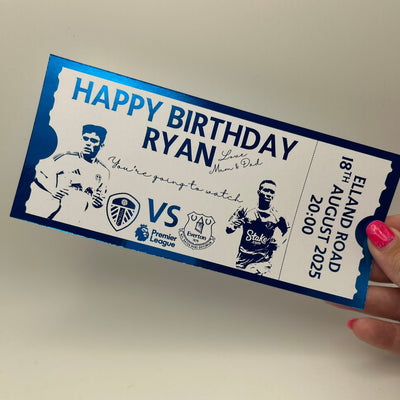 HAPPY BIRTHDAY
RYAN
Love
Mum & Dad
You're going to watch
VS
Premier
League
Everton
Stake
ELLAND ROAD
18TH AUGUST 2025
20:00